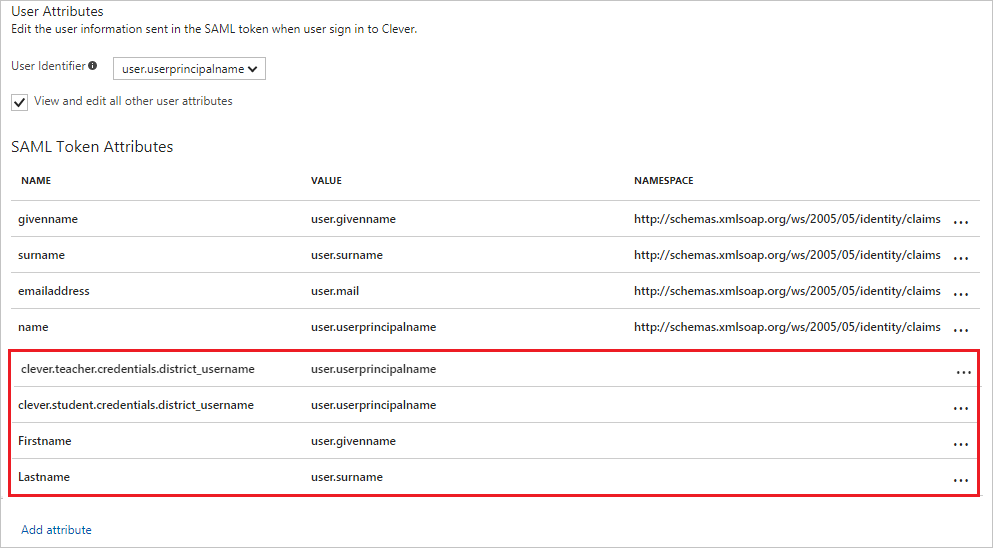 User Attributes
Edit the user information sent in the SAML token when user sign in to Clever.
User Identifier
user.userprincipalname
View and edit all other user attributes
SAML Token Attributes
NAME VALUE NAMESPACE
givenname user.givenname http://schemas.xmlsoap.org/ws/2005/05/identity/claims ...
surname user.surname http://schemas.xmlsoap.org/ws/2005/05/identity/claims ...
emailaddress user.mail http://schemas.xmlsoap.org/ws/2005/05/identity/claims ...
name user.userprincipalname http://schemas.xmlsoap.org/ws/2005/05/identity/claims ...
clever.teacher.credentials.district_username user.userprincipalname ...
clever.student.credentials.district_username user.userprincipalname ...
Firstname user.givenname ...
Lastname user.surname ...
Add attribute